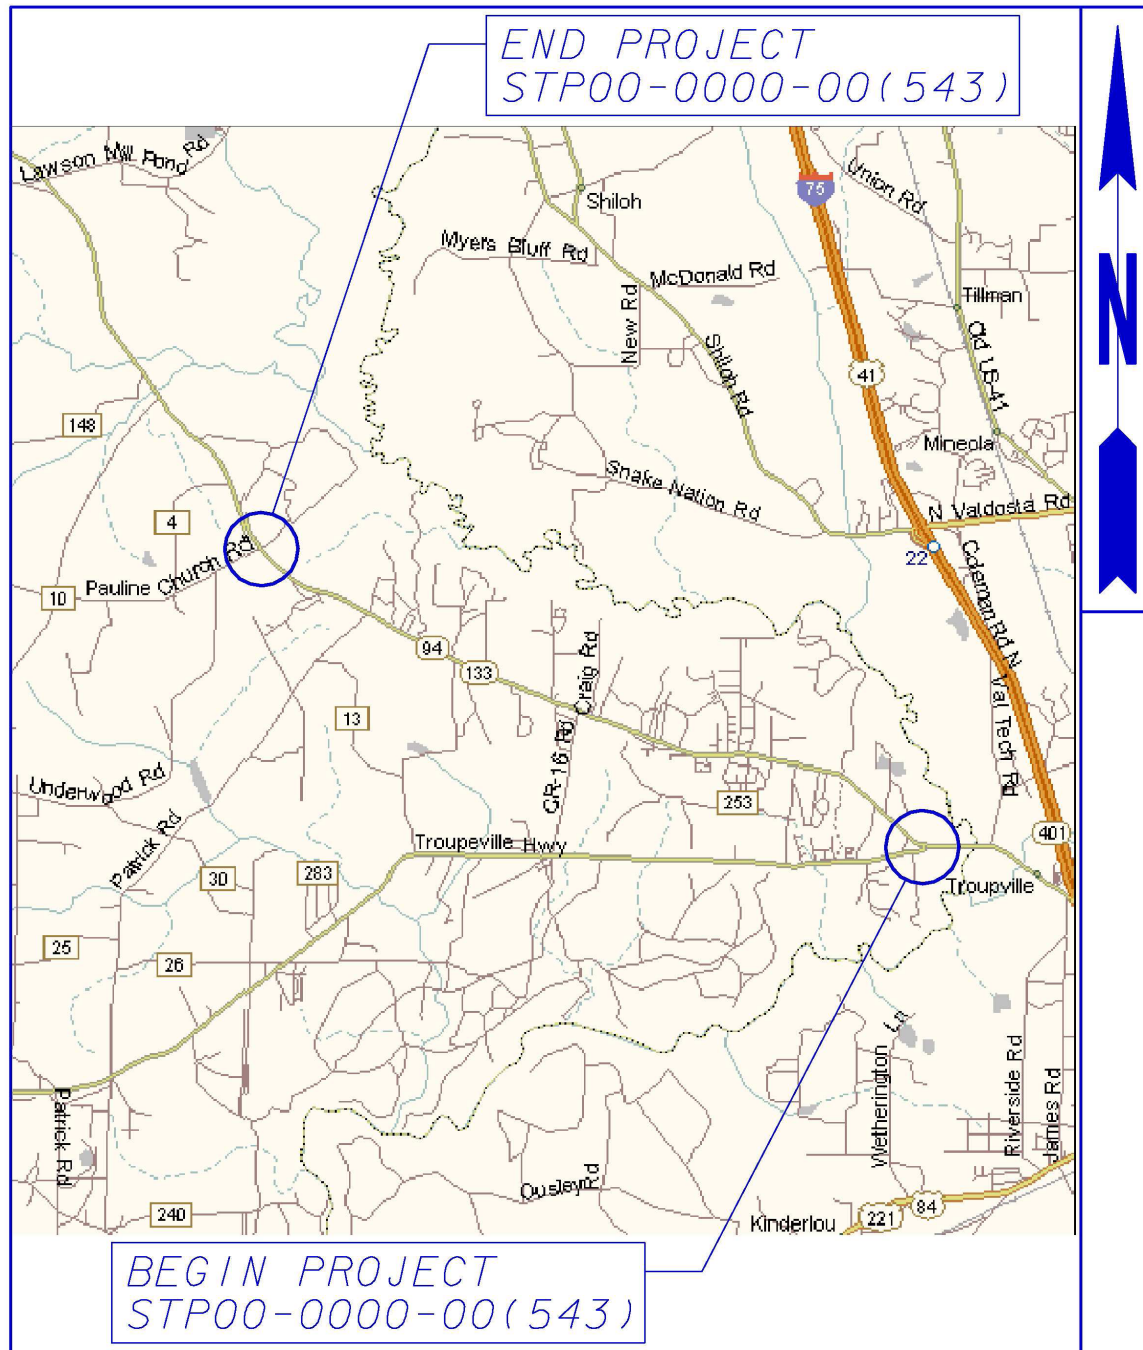 END PROJECT
STP00-0000-00(543)
Lawson Mill Pond Rd
75
Union Rd
Shiloh
Myers Bluff Rd
McDonald Rd
Tillman
New Rd
Shiloh Rd
Old US-41
41
148
Mineola
Snake Nation Rd
N Valdosta Rd
4
22
Pauline Church Rd
10
Coleman Rd N
94
133
Craig Rd
13
Val Tech Rd
CR-16 Rd
Underwood Rd
253
401
Patrick Rd
Troupeville Hwy
30
283
Troupville
25
26
Wetherington Ln
Riverside Rd
James Rd
Patrick Rd
Ousley Rd
240
Kinderlou
221
84
BEGIN PROJECT
STP00-0000-00(543)
N